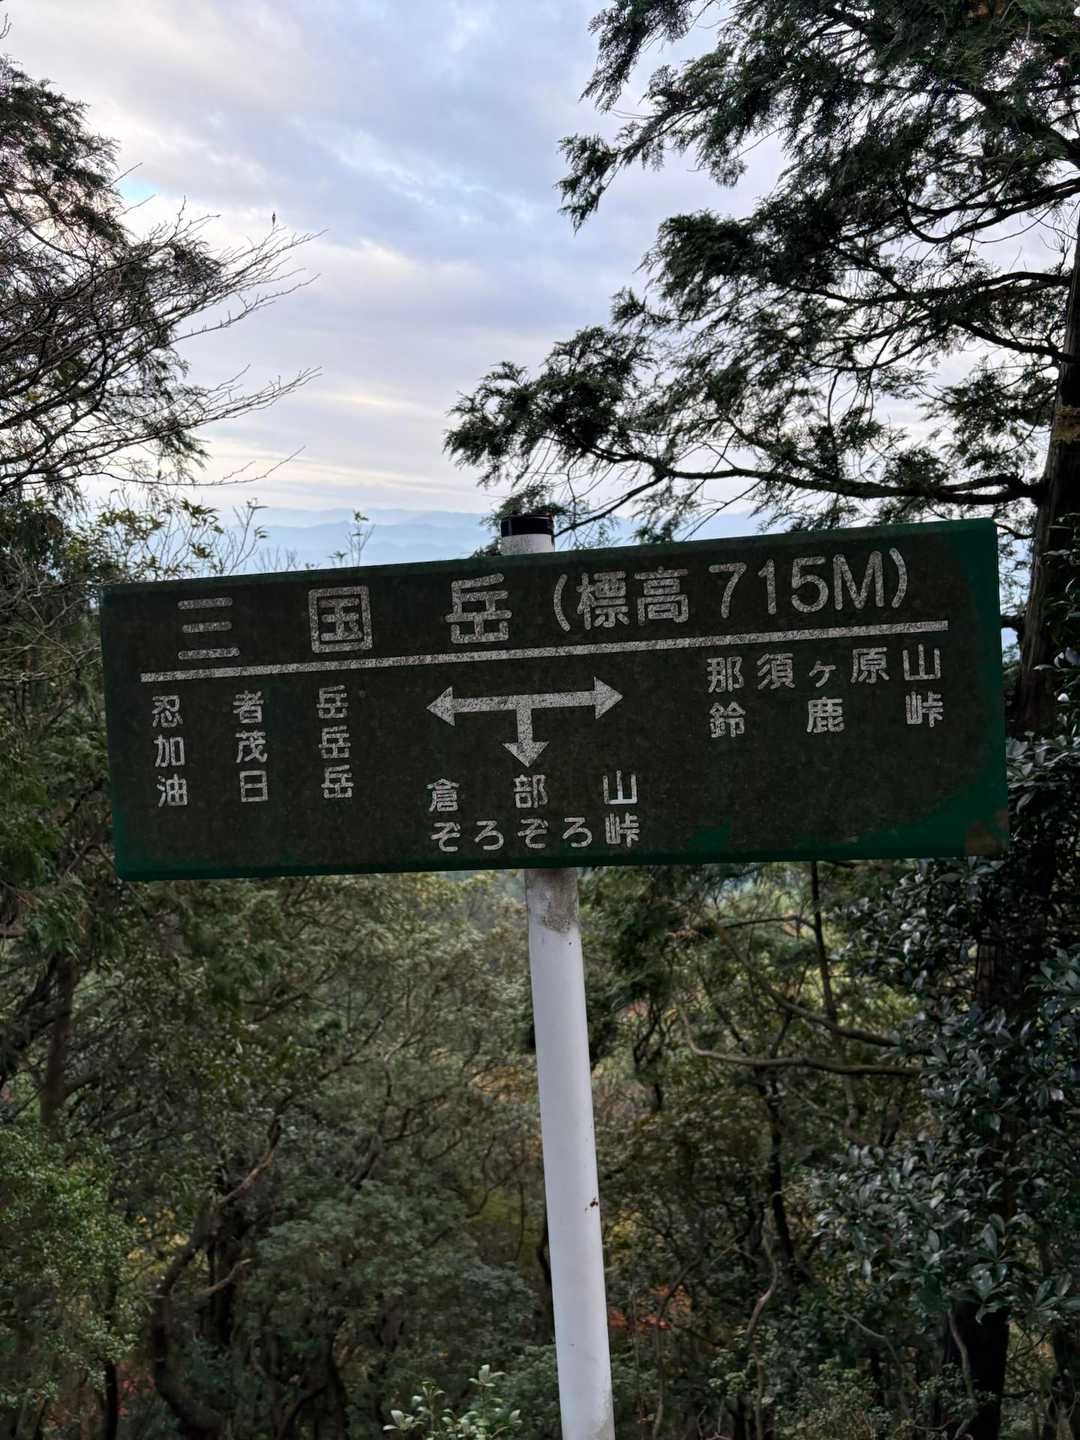 三国岳(標高715M)
忍者岳
加茂岳
油日岳
倉部山
ぞろぞろ峠
那須ヶ原山
鈴鹿峠